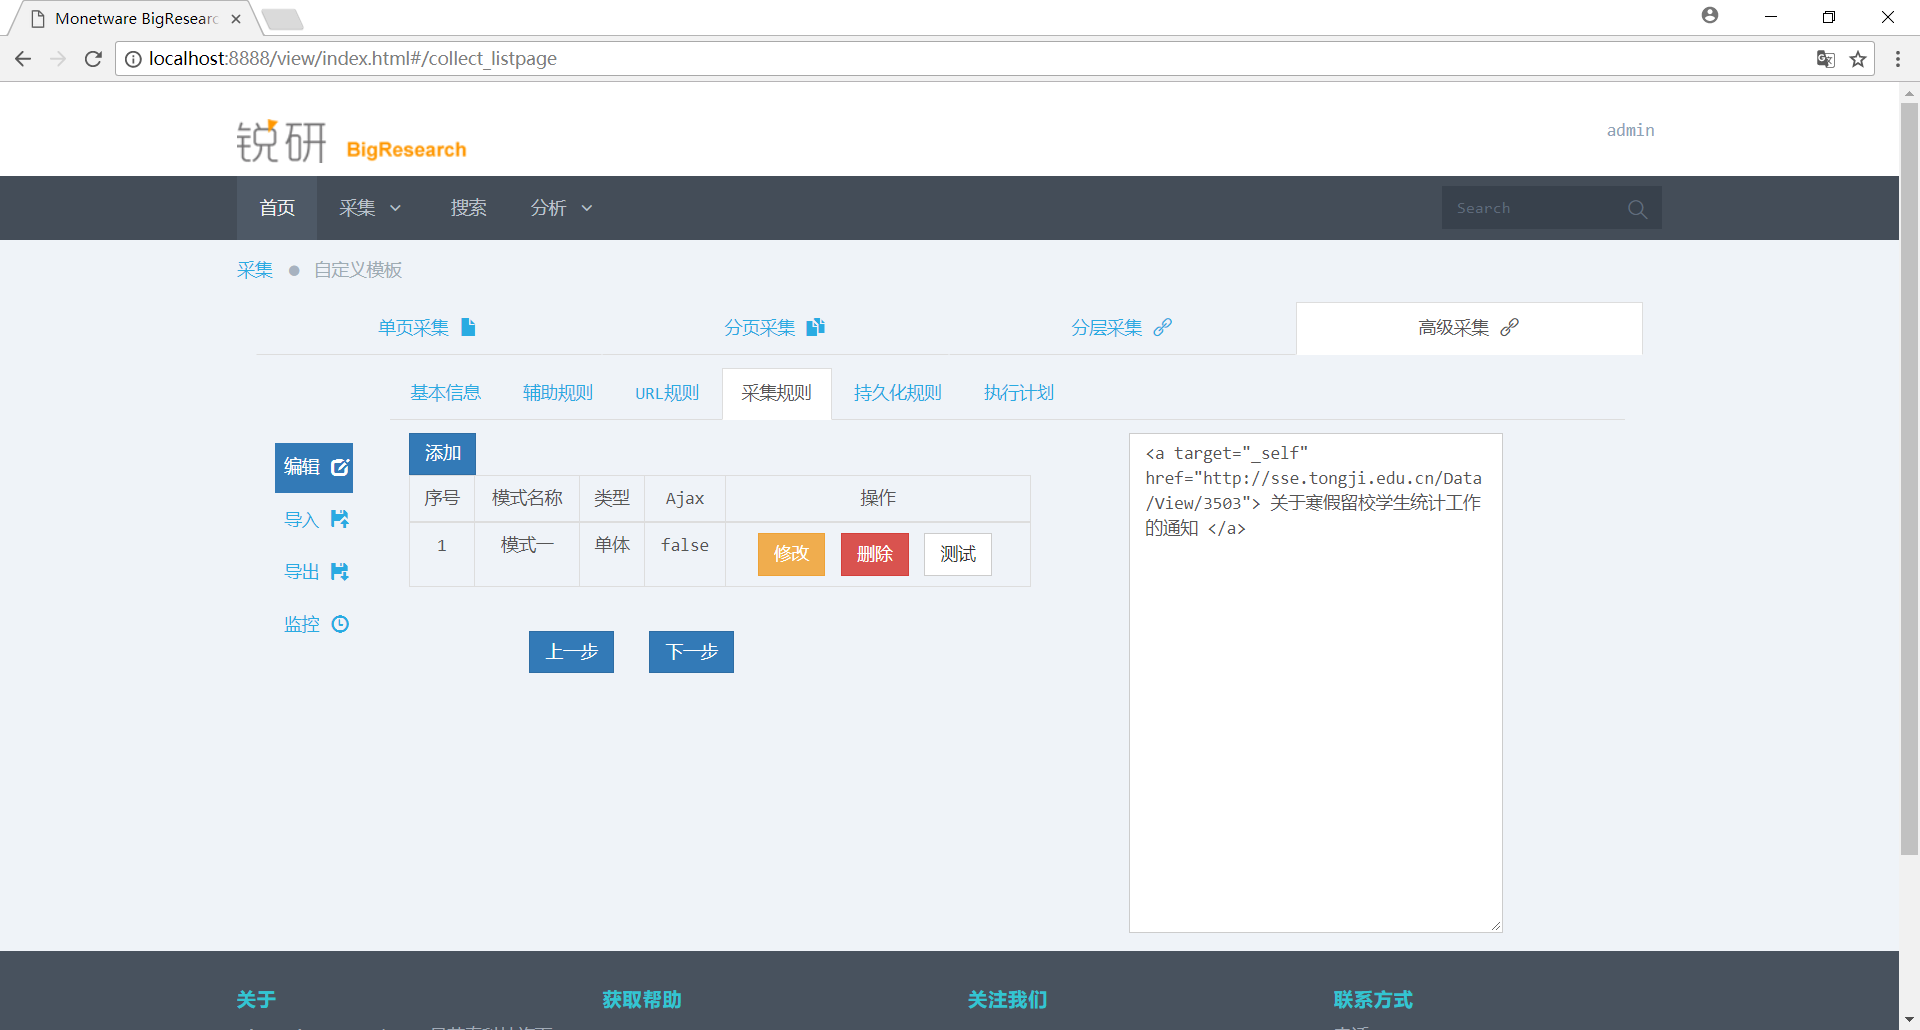 Monetware BigResearc
localhost:8888/view/index.html#/collect_listpage
锐研 BigResearch
admin
首页 采集 搜索 分析 Search
采集 自定义模板
单页采集 分页采集 分层采集 高级采集
基本信息 辅助规则 URL规则 采集规则 持久化规则 执行计划
编辑
导入
导出
监控
添加
序号 模式名称 类型 Ajax 操作
1 模式一 单体 false 修改 删除 测试
上一步 下一步
<a target="_self"
href="http://sse.tongji.edu.cn/Data
/View/3503"> 关于寒假留校学生统计工作
的通知 </a>
关于 获取帮助 关注我们 联系方式